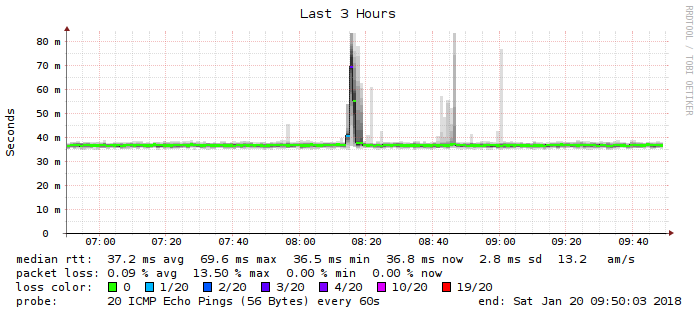 Last 3 Hours
RRDTOOL / TOBI OETIKER
Seconds
80 m
70 m
60 m
50 m
40 m
30 m
20 m
10 m
0
07:00 07:20 07:40 08:00 08:20 08:40 09:00 09:20 09:40
median rtt: 37.2 ms avg 69.6 ms max 36.5 ms min 36.8 ms now 2.8 ms sd 13.2 am/s
packet loss: 0.09 % avg 13.50 % max 0.00 % min 0.00 % now
loss color: 0 1/20 2/20 3/20 4/20 10/20 19/20
probe: 20 ICMP Echo Pings (56 Bytes) every 60s end: Sat Jan 20 09:50:03 2018